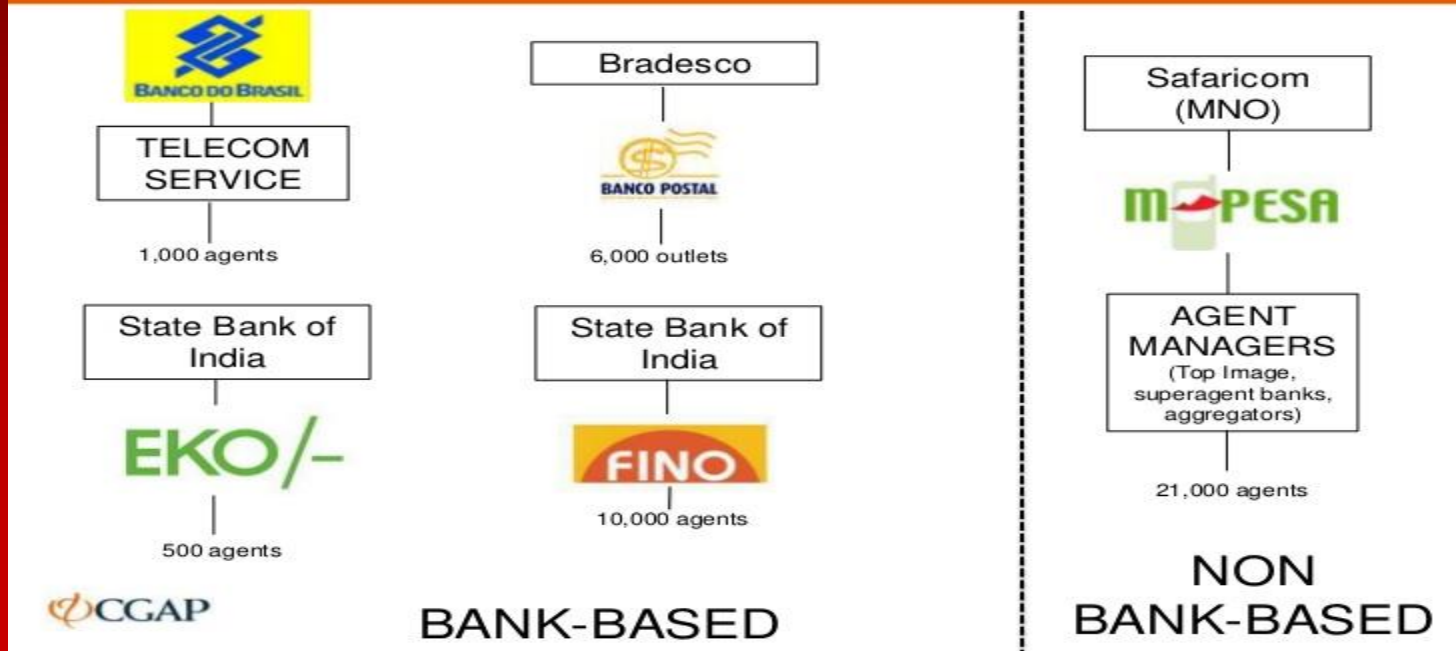 BANCO DO BRASIL
TELECOM
SERVICE
1,000 agents
Bradesco
BANCO POSTAL
6,000 outlets
State Bank of
India
EKO/-
500 agents
State Bank of
India
FINO
10,000 agents
CGAP
BANK-BASED
Safaricom
(MNO)
M-PESA
AGENT
MANAGERS
(Top Image,
superagent banks,
aggregators)
21,000 agents
NON
BANK-BASED